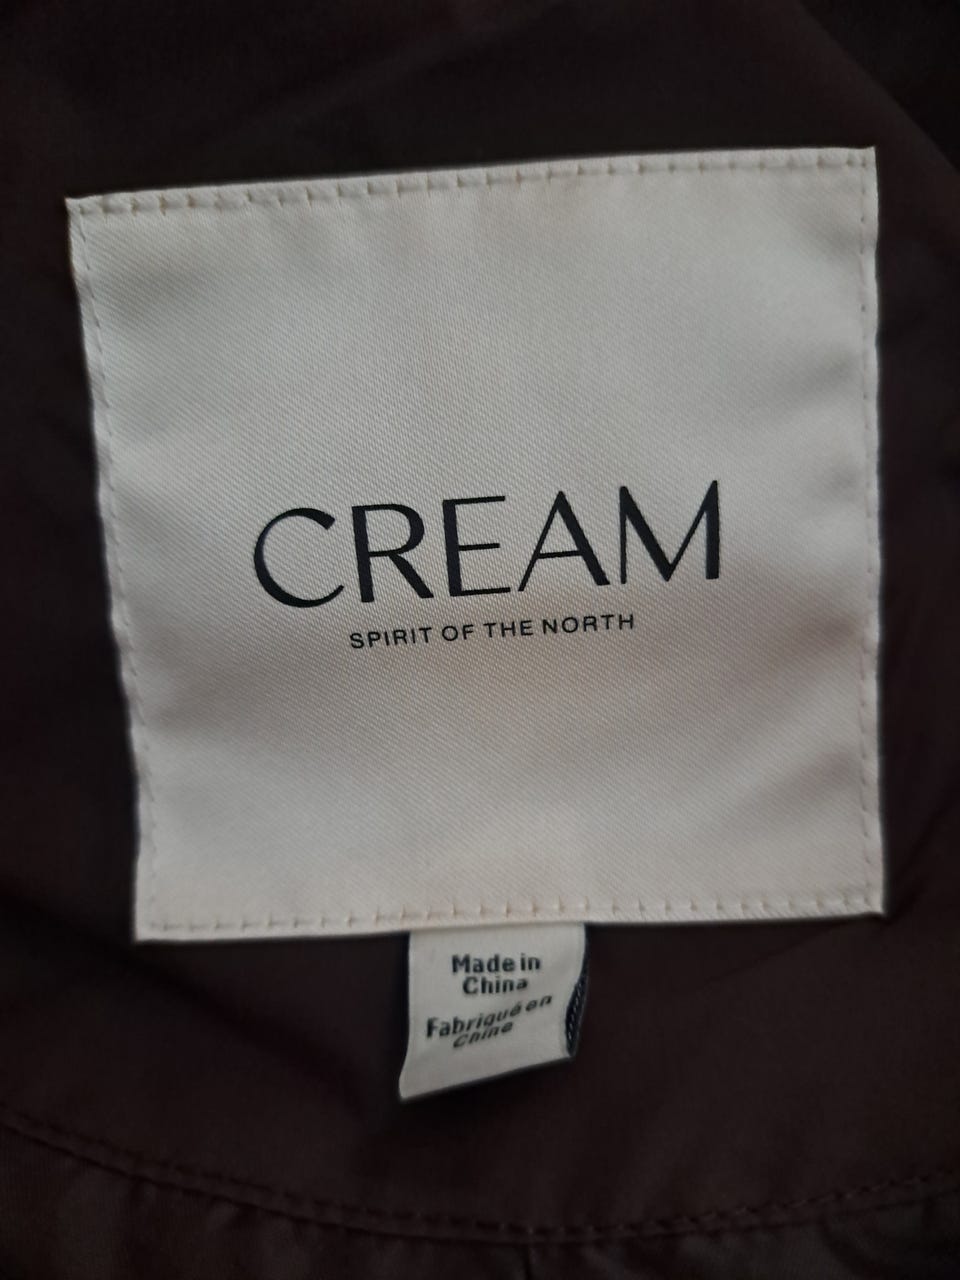 CREAM
SPIRIT OF THE NORTH
Made in
China
Fabriqué en
Chine